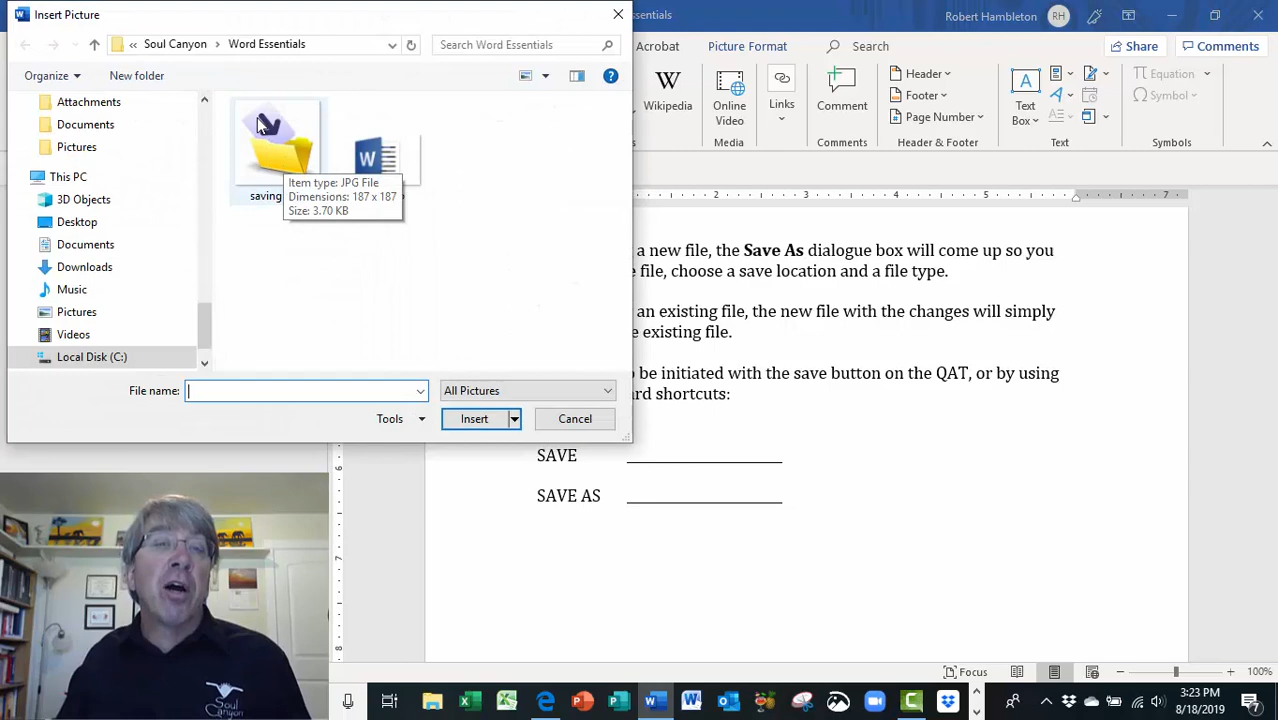 Insert Picture
Essentials
Robert Hambleton
RH
Soul Canyon
Word Essentials
Search Word Essentials
Acrobat
Picture Format
Search
Share
Comments
Organize
New folder
Attachments
Documents
Pictures
This PC
3D Objects
Desktop
Documents
Downloads
Music
Pictures
Videos
Local Disk (C:)
saving
Item type: JPG File
Dimensions: 187 x 187
Size: 3.70 KB
File name:
All Pictures
Tools
Insert
Cancel
W
Wikipedia
Online
Video
Media
Links
Comment
Comments
Header
Footer
Page Number
Text
Box
Text
Equation
Symbol
Symbols
6
7
a new file, the Save As dialogue box will come up so you
file, choose a save location and a file type.
an existing file, the new file with the changes will simply
existing file.
be initiated with the save button on the QAT, or by using
shortcuts:
SAVE
SAVE AS
Soul
Canyon
6
7
8
Focus
100%
3:23 PM
8/18/2019
7